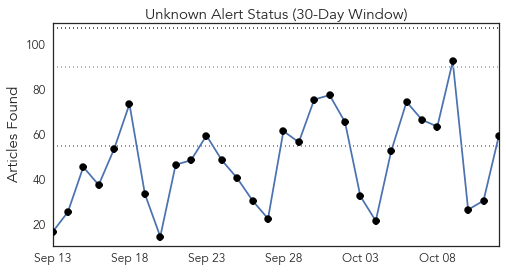 Unknown Alert Status (30-Day Window)
Articles Found
100
80
60
40
20
Sep 13 Sep 18 Sep 23 Sep 28 Oct 03 Oct 08